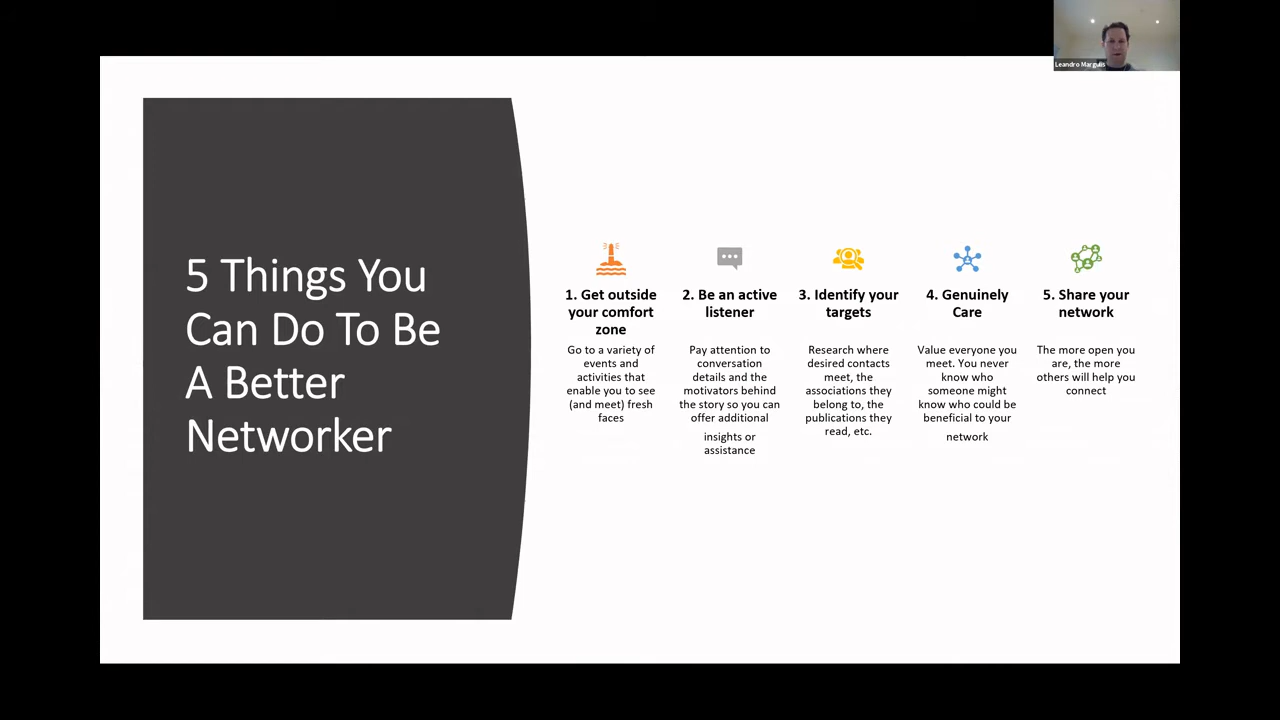 Leandro Margulis
5 Things You
Can Do To Be
A Better
Networker
1. Get outside
your comfort
zone
Go to a variety of
events and
activities that
enable you to see
(and meet) fresh
faces
2. Be an active
listener
Pay attention to
conversation
details and the
motivators behind
the story so you can
offer additional
insights or
assistance
3. Identify your
targets
Research where
desired contacts
meet, the
associations they
belong to, the
publications they
read, etc.
4. Genuinely
Care
Value everyone you
meet. You never
know who
someone might
know who could be
beneficial to your
network
5. Share your
network
The more open you
are, the more
others will help you
connect